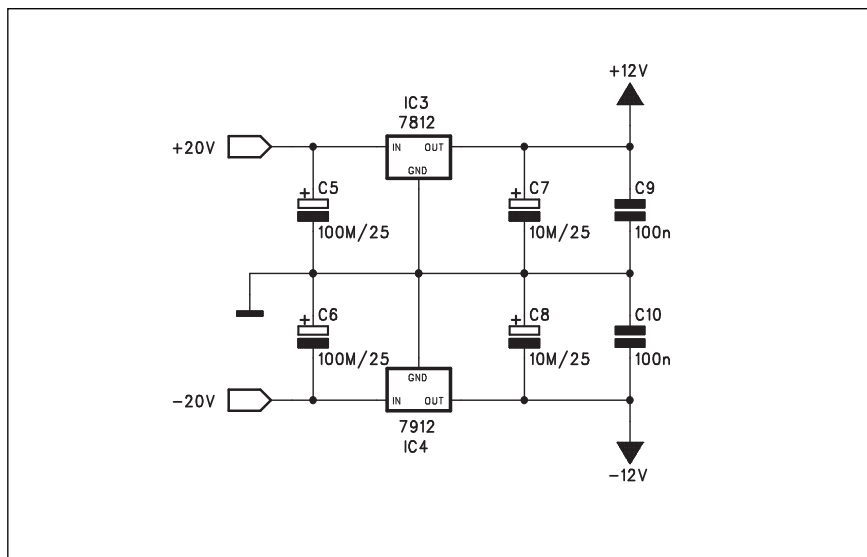 +12V
IC3
7812
+20V
IN OUT
GND
+ C5
100M/25
+ C7
10M/25
C9
100n
+ C6
100M/25
+ C8
10M/25
C10
100n
GND
-20V
IN OUT
7912
IC4
-12V